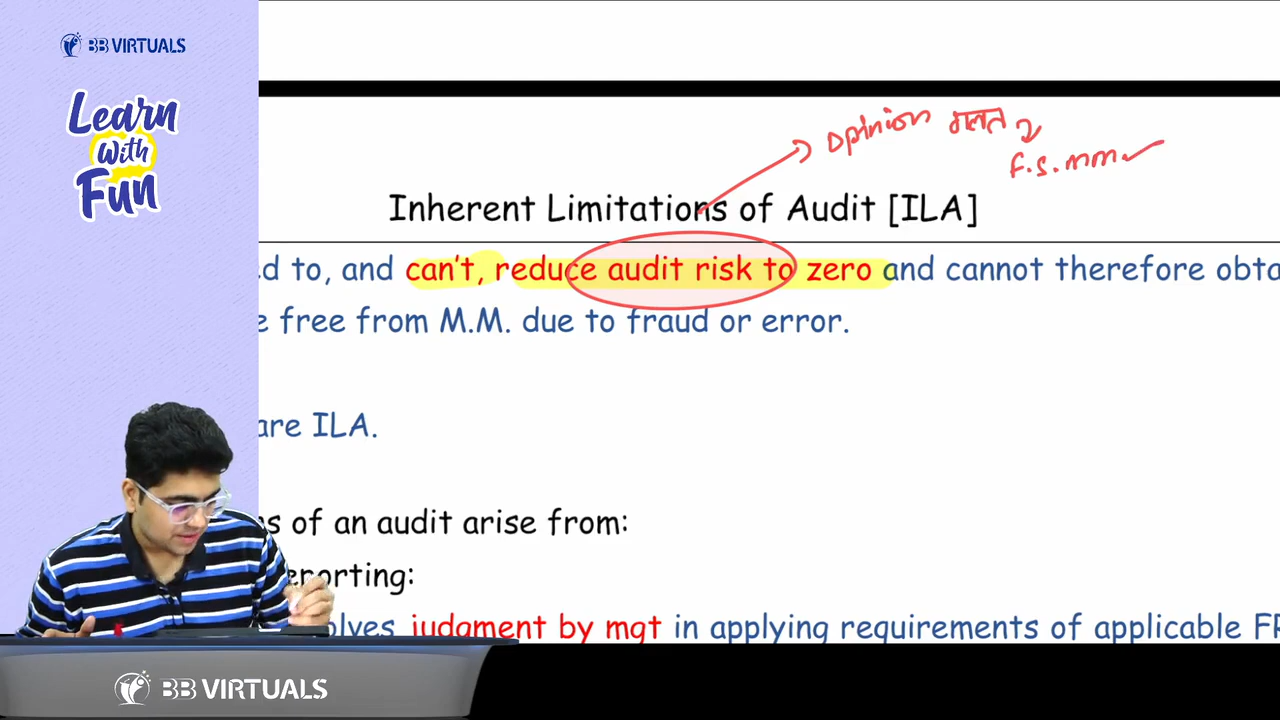 BB VIRTUALS
Learn
With
Fun
opinion गलत
F.S. MM
Inherent Limitations of Audit [ILA]
d to, and can't, reduce audit risk to zero and cannot therefore obta
e free from M.M. due to fraud or error.
are ILA.
s of an audit arise from:
eporting:
olves judgment by mgt in applying requirements of applicable FR
BB VIRTUALS